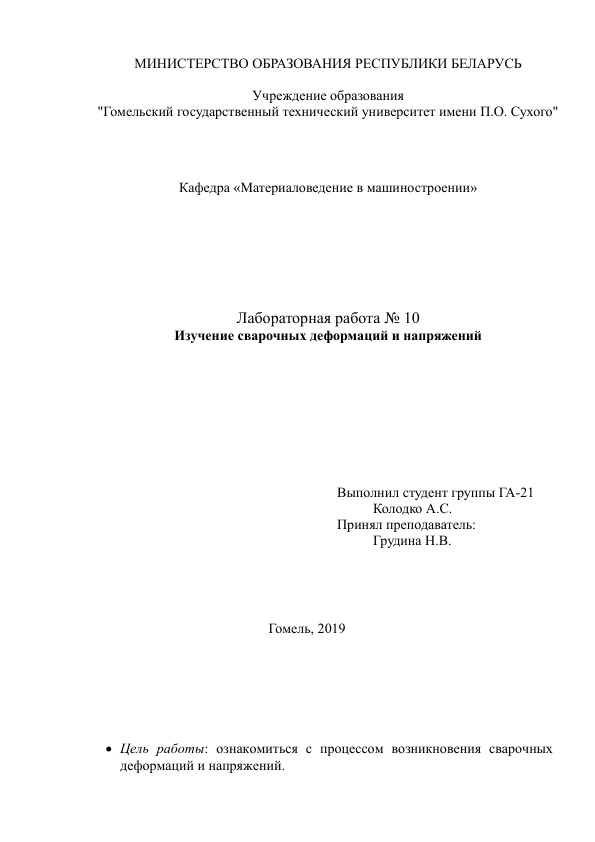 МИНИСТЕРСТВО ОБРАЗОВАНИЯ РЕСПУБЛИКИ БЕЛАРУСЬ
Учреждение образования
"Гомельский государственный технический университет имени П.О. Сухого"
Кафедра «Материаловедение в машиностроении»
Лабораторная работа № 10
Изучение сварочных деформаций и напряжений
Выполнил студент группы ГА-21
Колодко А.С.
Принял преподаватель:
Грудина Н.В.
Гомель, 2019
• Цель работы: ознакомиться с процессом возникновения сварочных
деформаций и напряжений.